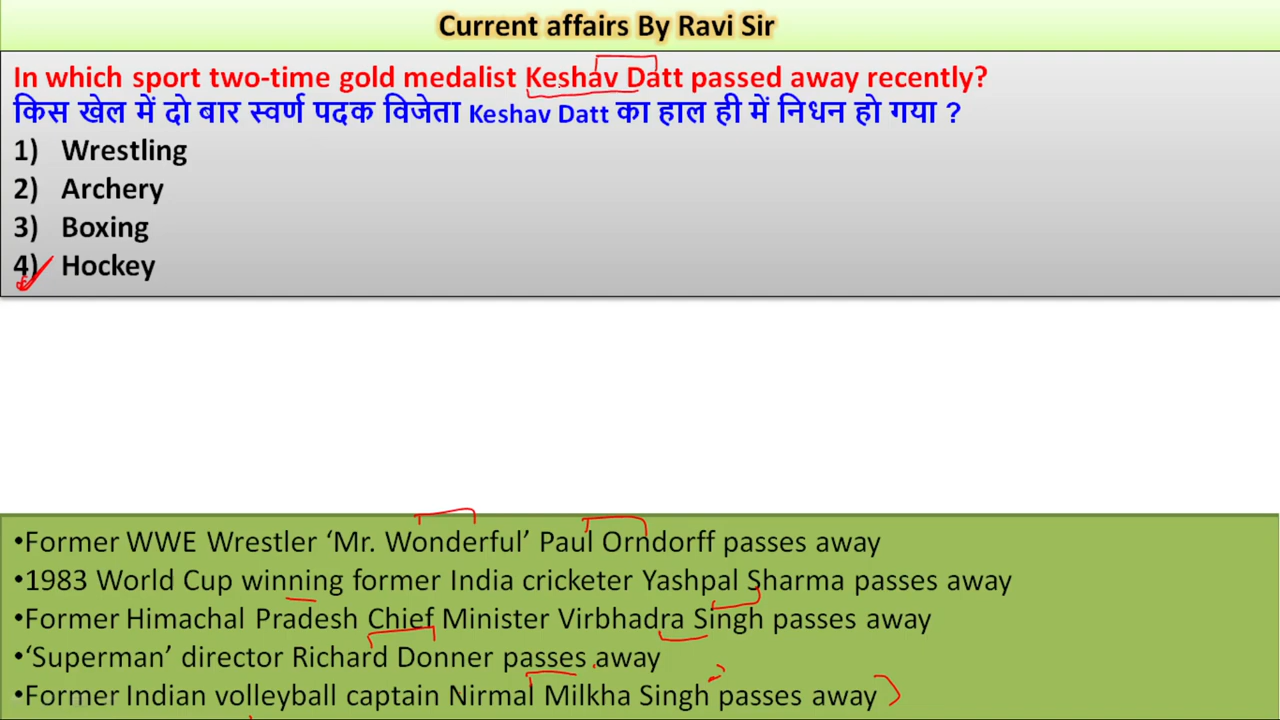 Current affairs By Ravi Sir
In which sport two-time gold medalist Keshav Datt passed away recently?
किस खेल में दो बार स्वर्ण पदक विजेता Keshav Datt का हाल ही में निधन हो गया ?
1) Wrestling
2) Archery
3) Boxing
4) Hockey
•Former WWE Wrestler ‘Mr. Wonderful’ Paul Orndorff passes away
•1983 World Cup winning former India cricketer Yashpal Sharma passes away
•Former Himachal Pradesh Chief Minister Virbhadra Singh passes away
•‘Superman’ director Richard Donner passes away
•Former Indian volleyball captain Nirmal Milkha Singh passes away